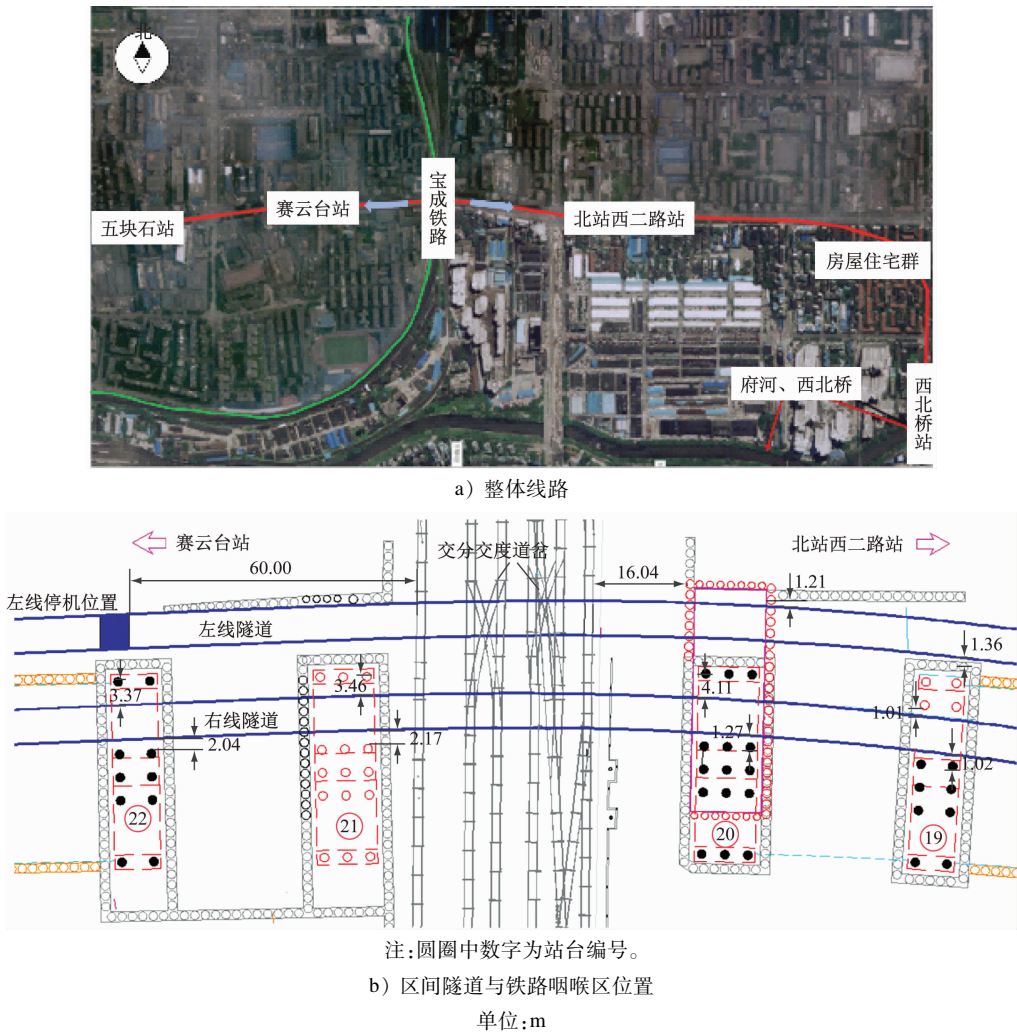 北
宝成铁路
赛云台站
五块石站
北站西二路站
房屋住宅群
府河、西北桥
西北桥站
a）整体线路
赛云台站
交分交度道岔
北站西二路站
60.00
16.04
1.21
左线停机位置
左线隧道
1.36
3.37
3.46
4.11
1.01
右线隧道
2.04
2.17
1.27
1.02
22
21
20
19
注:圆圈中数字为站台编号。
b）区间隧道与铁路咽喉区位置
单位:m